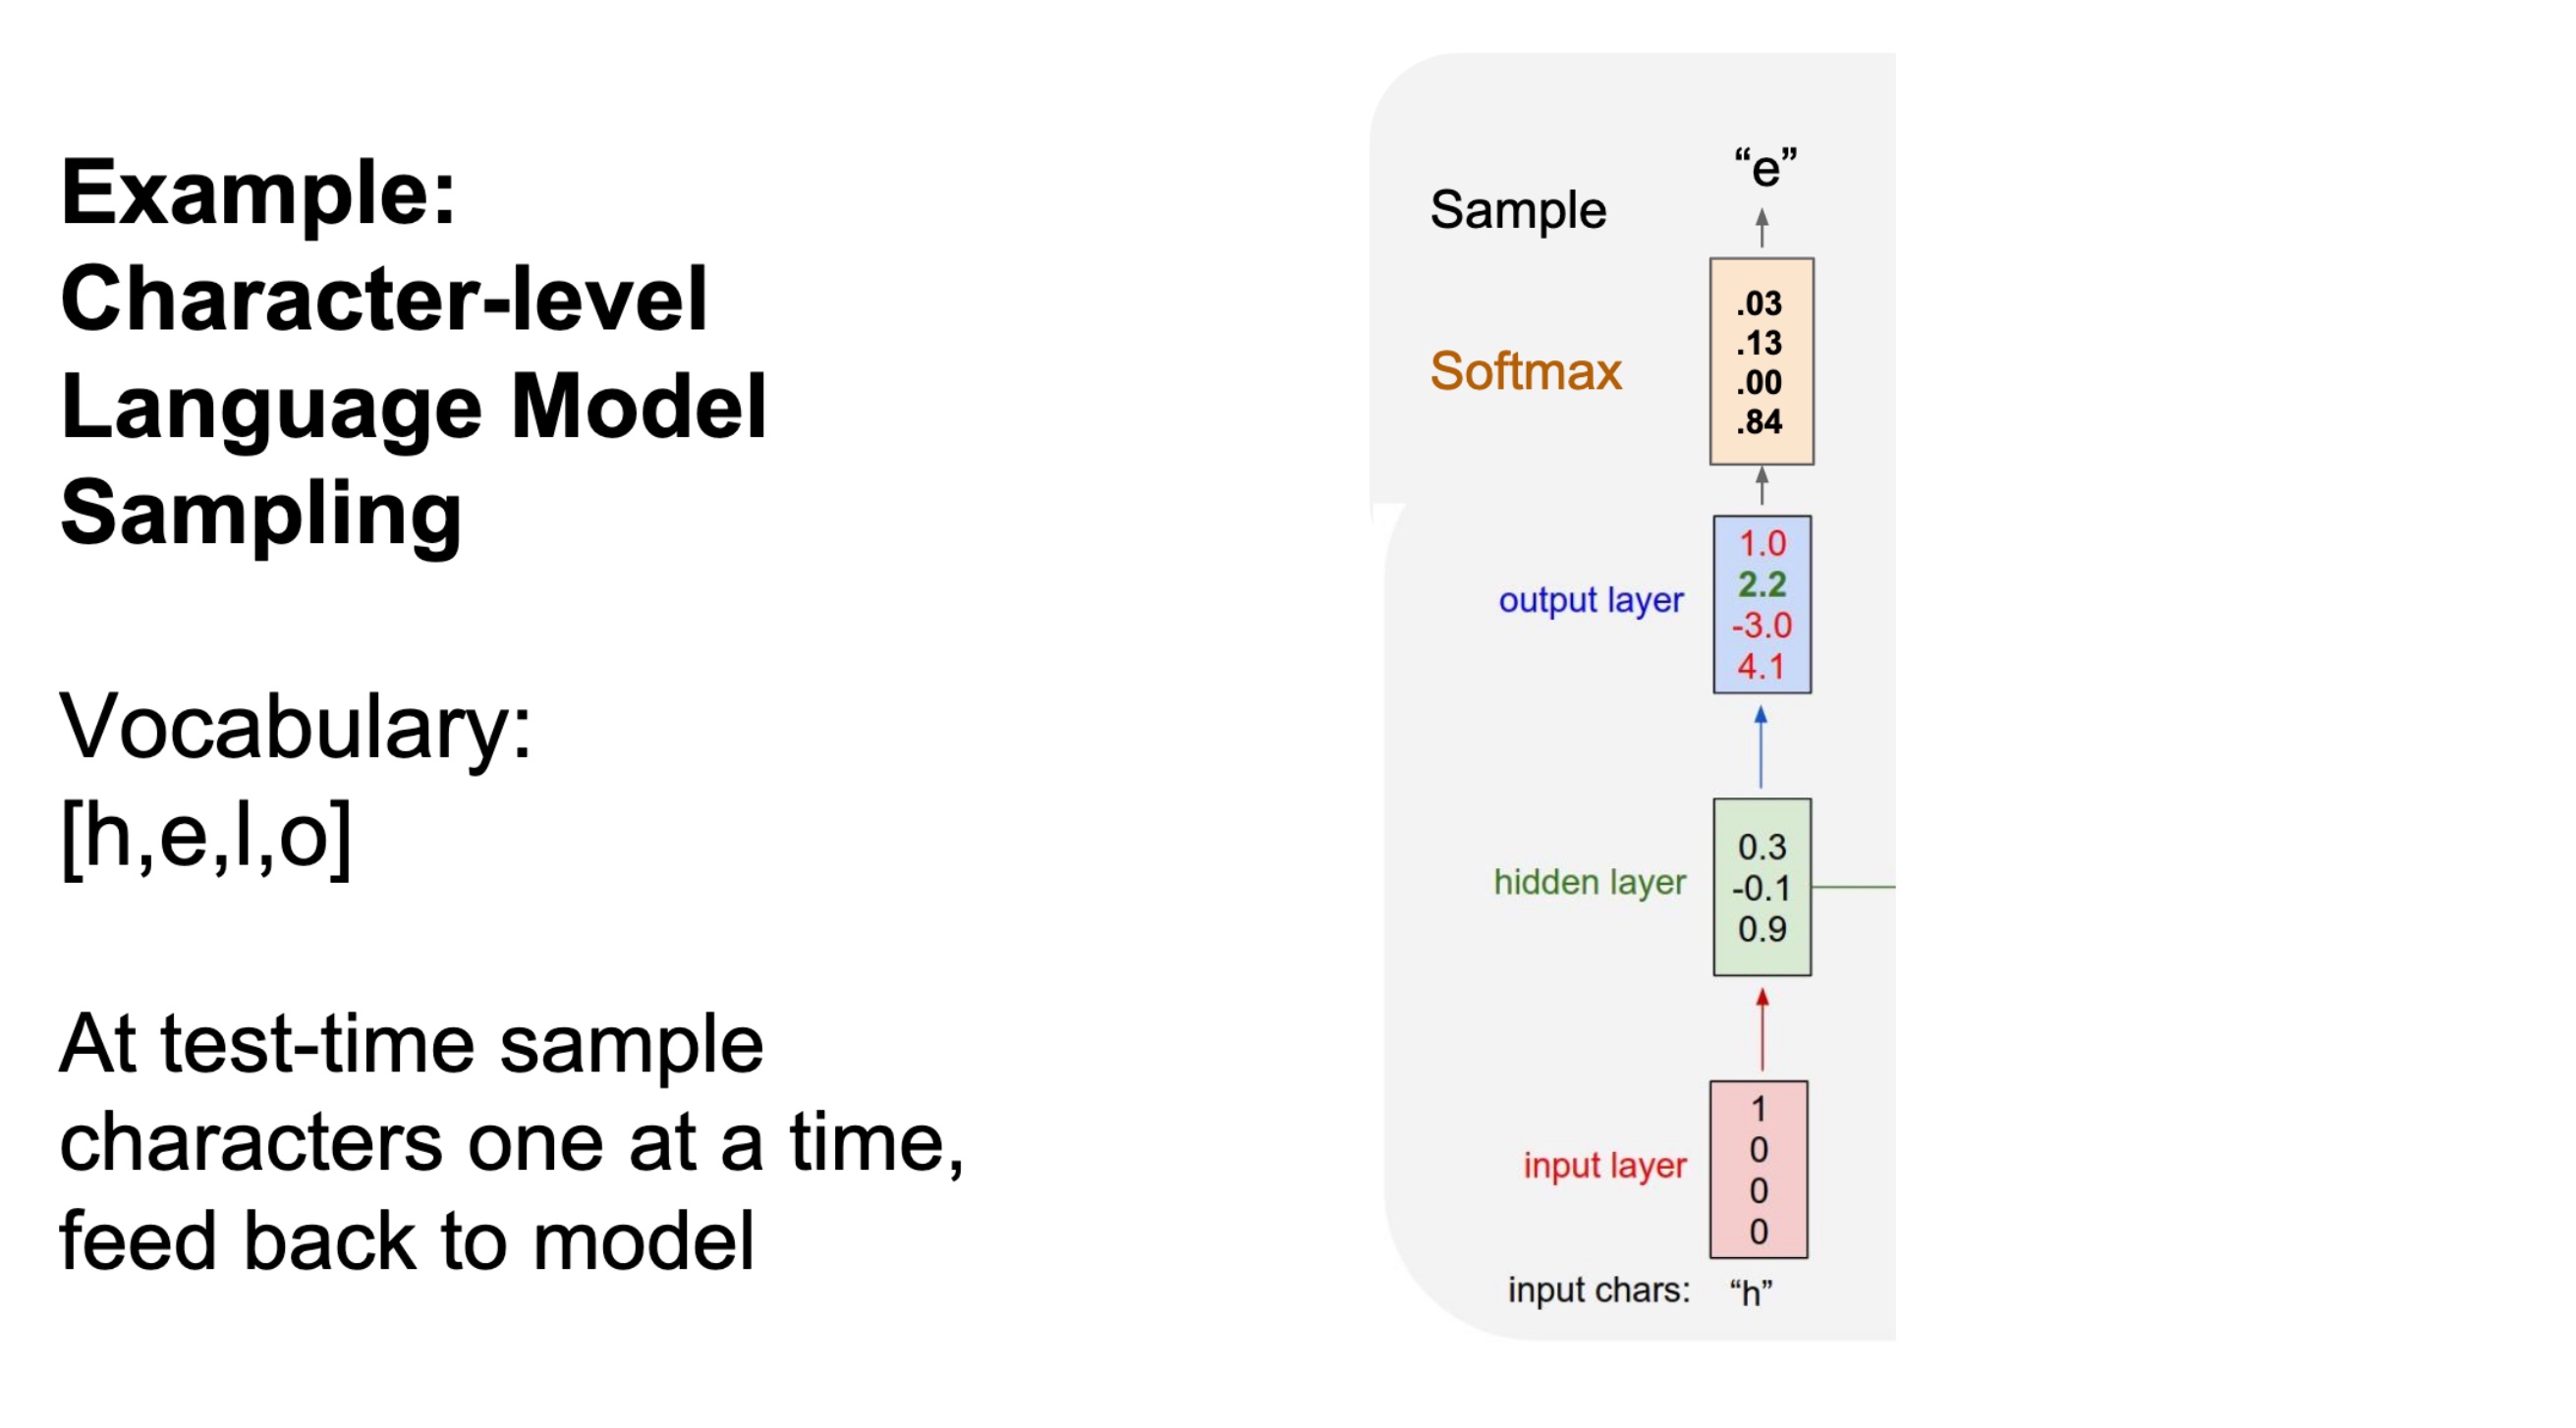 Example:
Character-level
Language Model
Sampling
Vocabulary:
[h,e,l,o]
At test-time sample
characters one at a time,
feed back to model
“e”
Sample
Softmax
.03
.13
.00
.84
output layer
1.0
2.2
-3.0
4.1
hidden layer
0.3
-0.1
0.9
input layer
1
0
0
0
input chars: “h”